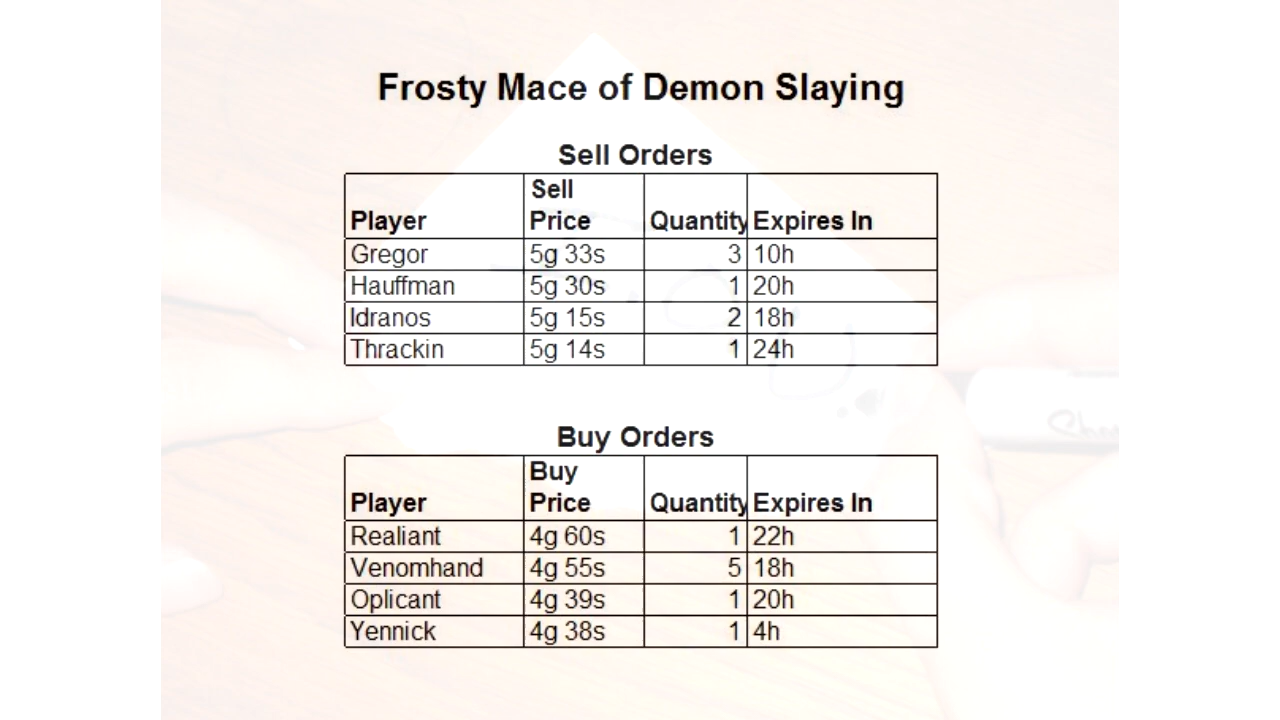 Frosty Mace of Demon Slaying
Sell Orders
Player Sell Price Quantity Expires In
Gregor 5g 33s 3 10h
Hauffman 5g 30s 1 20h
Idranos 5g 15s 2 18h
Thrackin 5g 14s 1 24h
Buy Orders
Player Buy Price Quantity Expires In
Realiant 4g 60s 1 22h
Venomhand 4g 55s 5 18h
Oplicant 4g 39s 1 20h
Yennick 4g 38s 1 4h